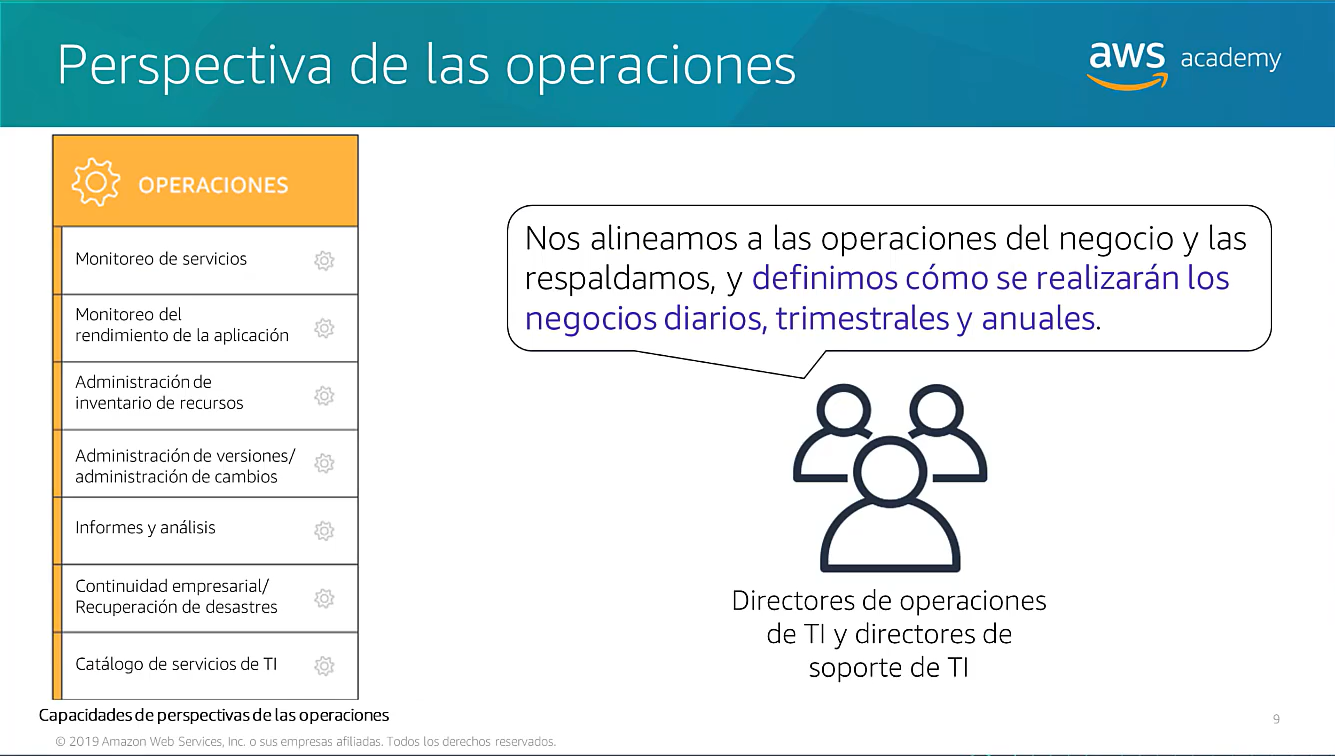 Perspectiva de las operaciones
aws academy
OPERACIONES
Monitoreo de servicios
Monitoreo del
rendimiento de la aplicación
Administración de
inventario de recursos
Administración de versiones/
administración de cambios
Informes y análisis
Continuidad empresarial/
Recuperación de desastres
Catálogo de servicios de TI
Capacidades de perspectivas de las operaciones
Nos alineamos a las operaciones del negocio y las
respaldamos, y definimos cómo se realizarán los
negocios diarios, trimestrales y anuales.
Directores de operaciones
de TI y directores de
soporte de TI
© 2019 Amazon Web Services, Inc. o sus empresas afiliadas. Todos los derechos reservados.
9